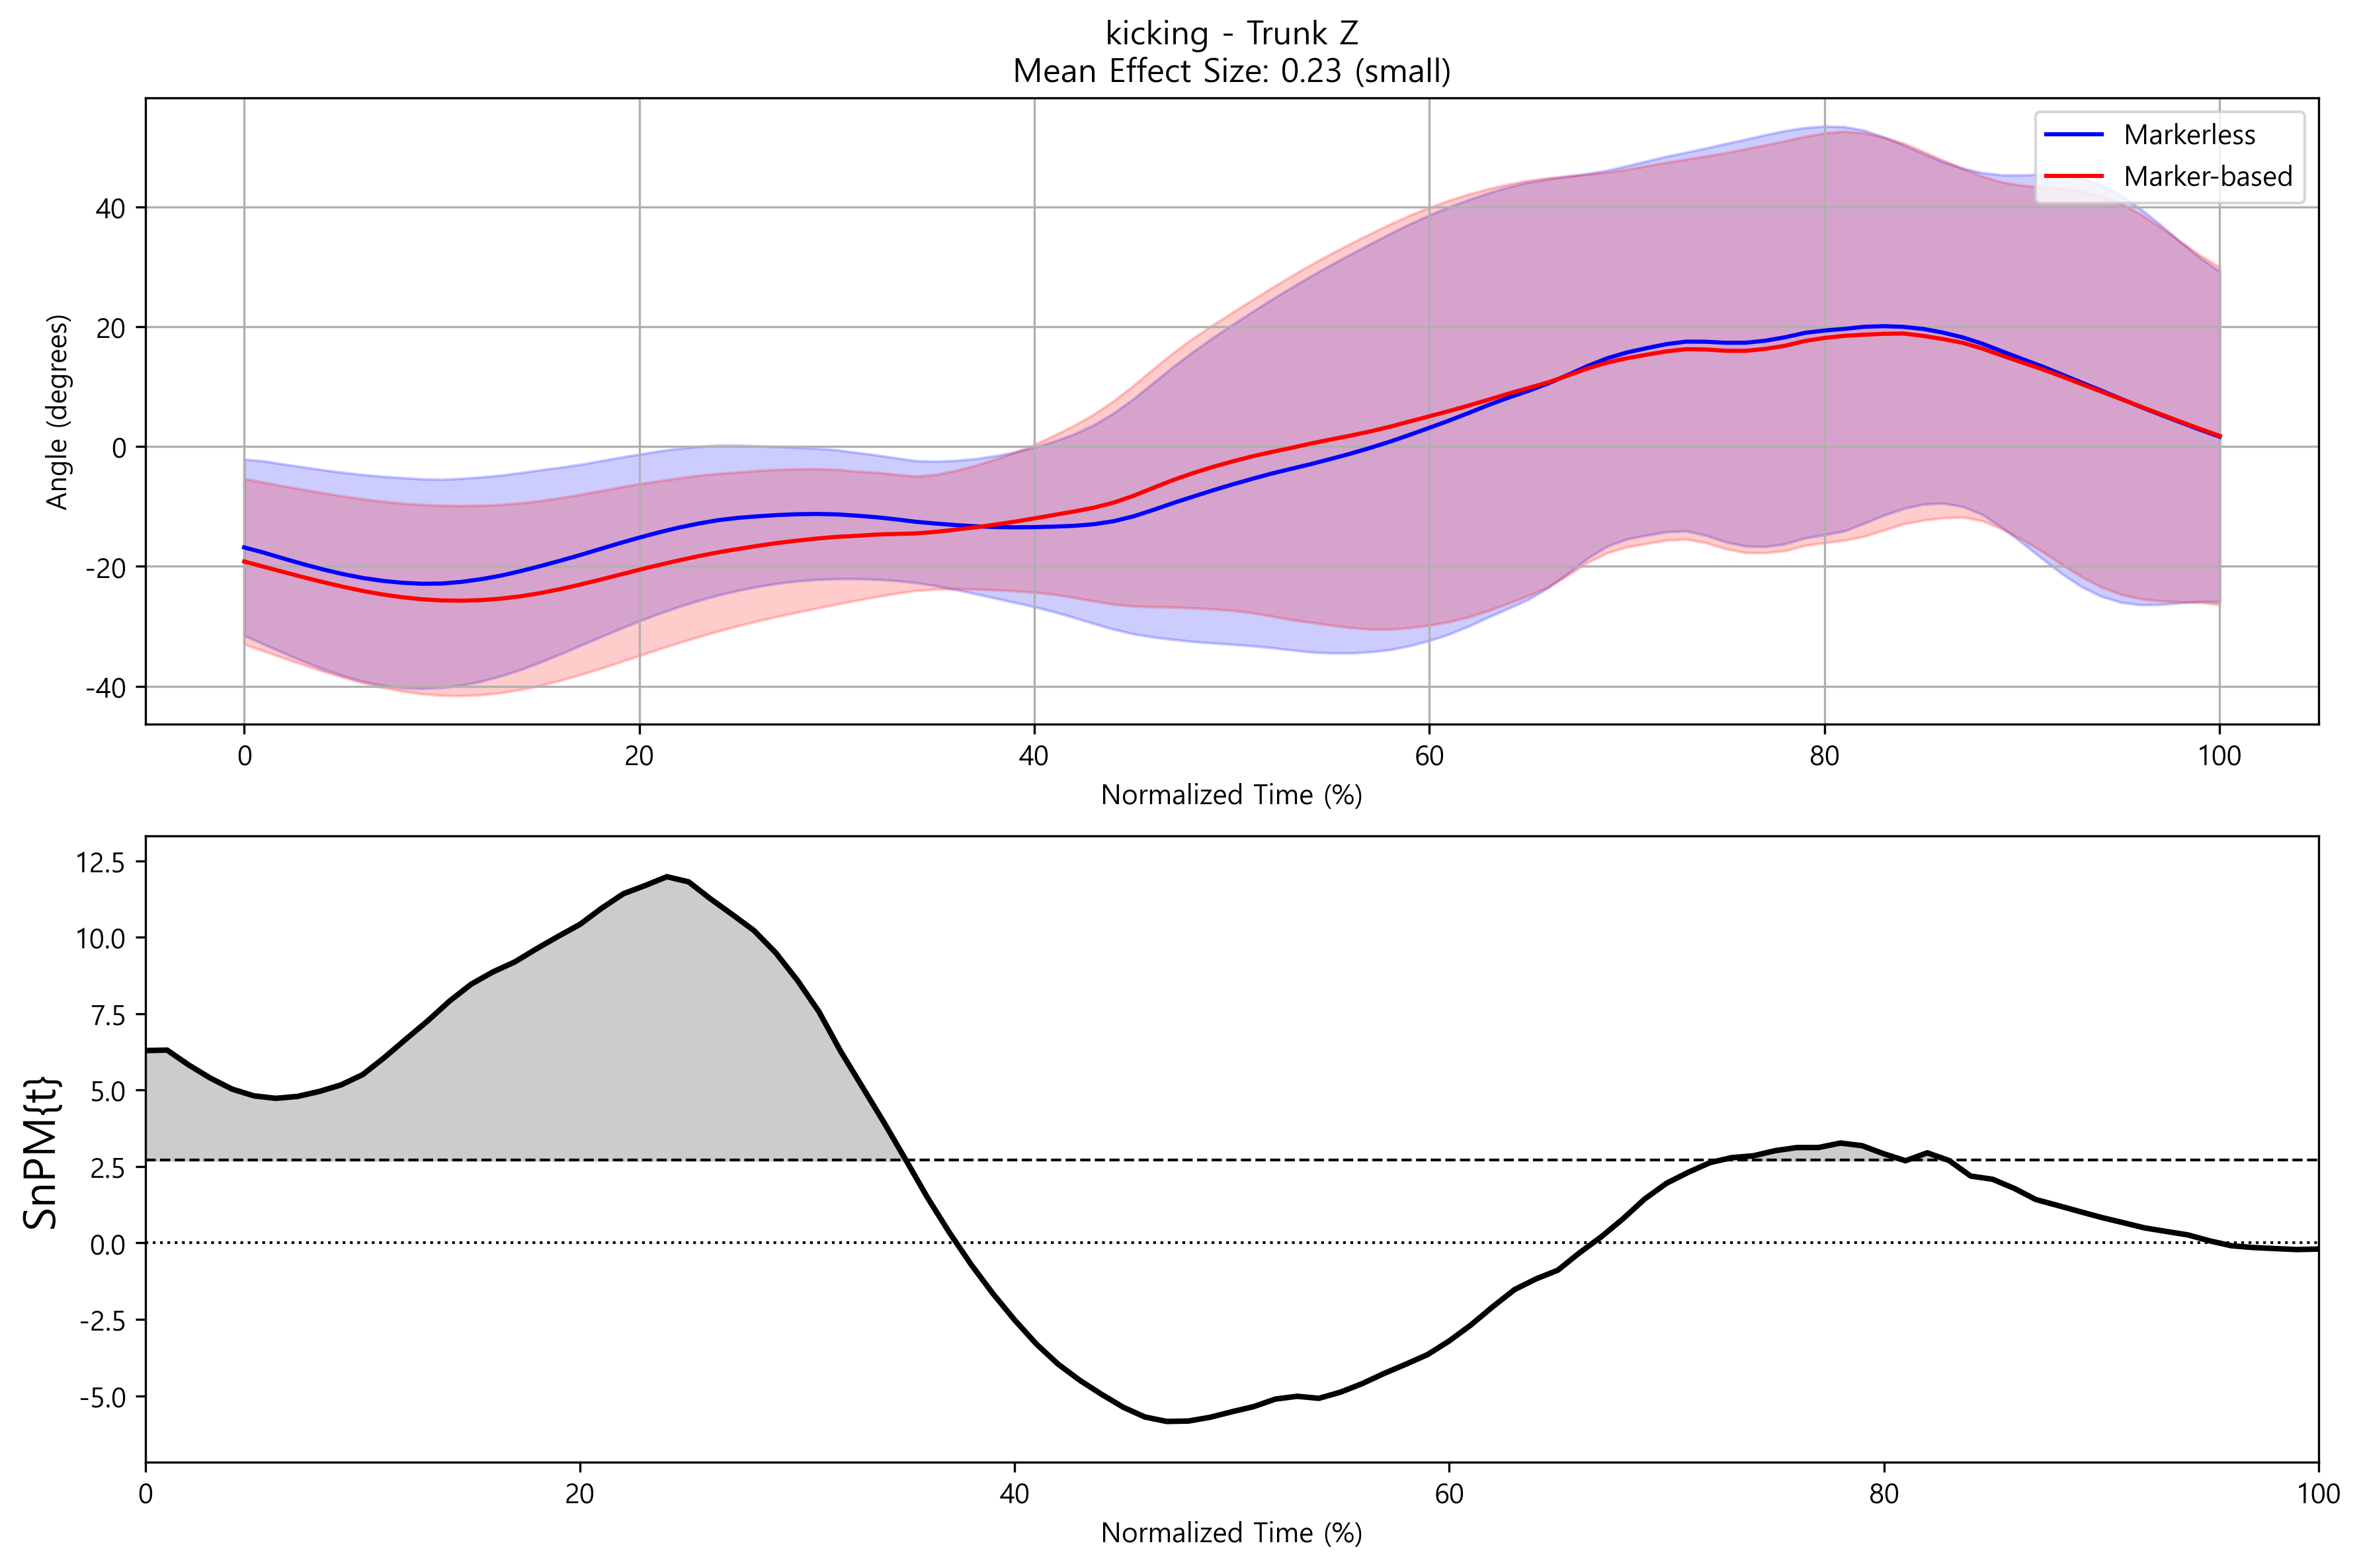 kicking - Trunk Z
Mean Effect Size: 0.23 (small)
Markerless
Marker-based
Angle (degrees)
40
20
0
-20
-40
0 20 40 60 80 100
Normalized Time (%)
SnPM{t}
12.5
10.0
7.5
5.0
2.5
0.0
-2.5
-5.0
0 20 40 60 80 100
Normalized Time (%)